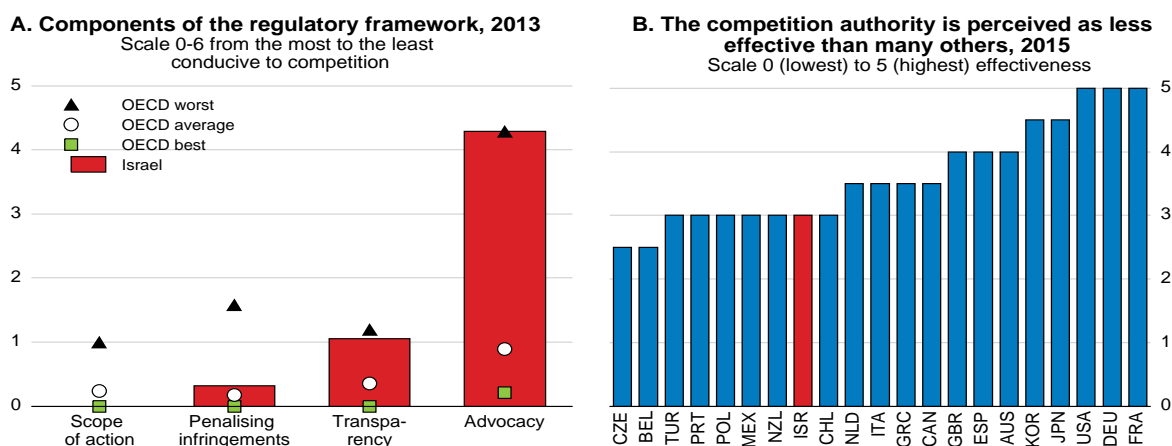 A. Components of the regulatory framework, 2013
Scale 0-6 from the most to the least
conducive to competition
5
4
3
2
1
0
OECD worst
OECD average
OECD best
Israel
Scope
of action
Penalising
infringements
Transpa-
rency
Advocacy
B. The competition authority is perceived as less
effective than many others, 2015
Scale 0 (lowest) to 5 (highest) effectiveness
5
4
3
2
1
0
CZE
BEL
TUR
PRT
POL
MEX
NZL
ISR
CHL
NLD
ITA
GRC
CAN
GBR
ESP
AUS
KOR
JPN
USA
DEU
FRA